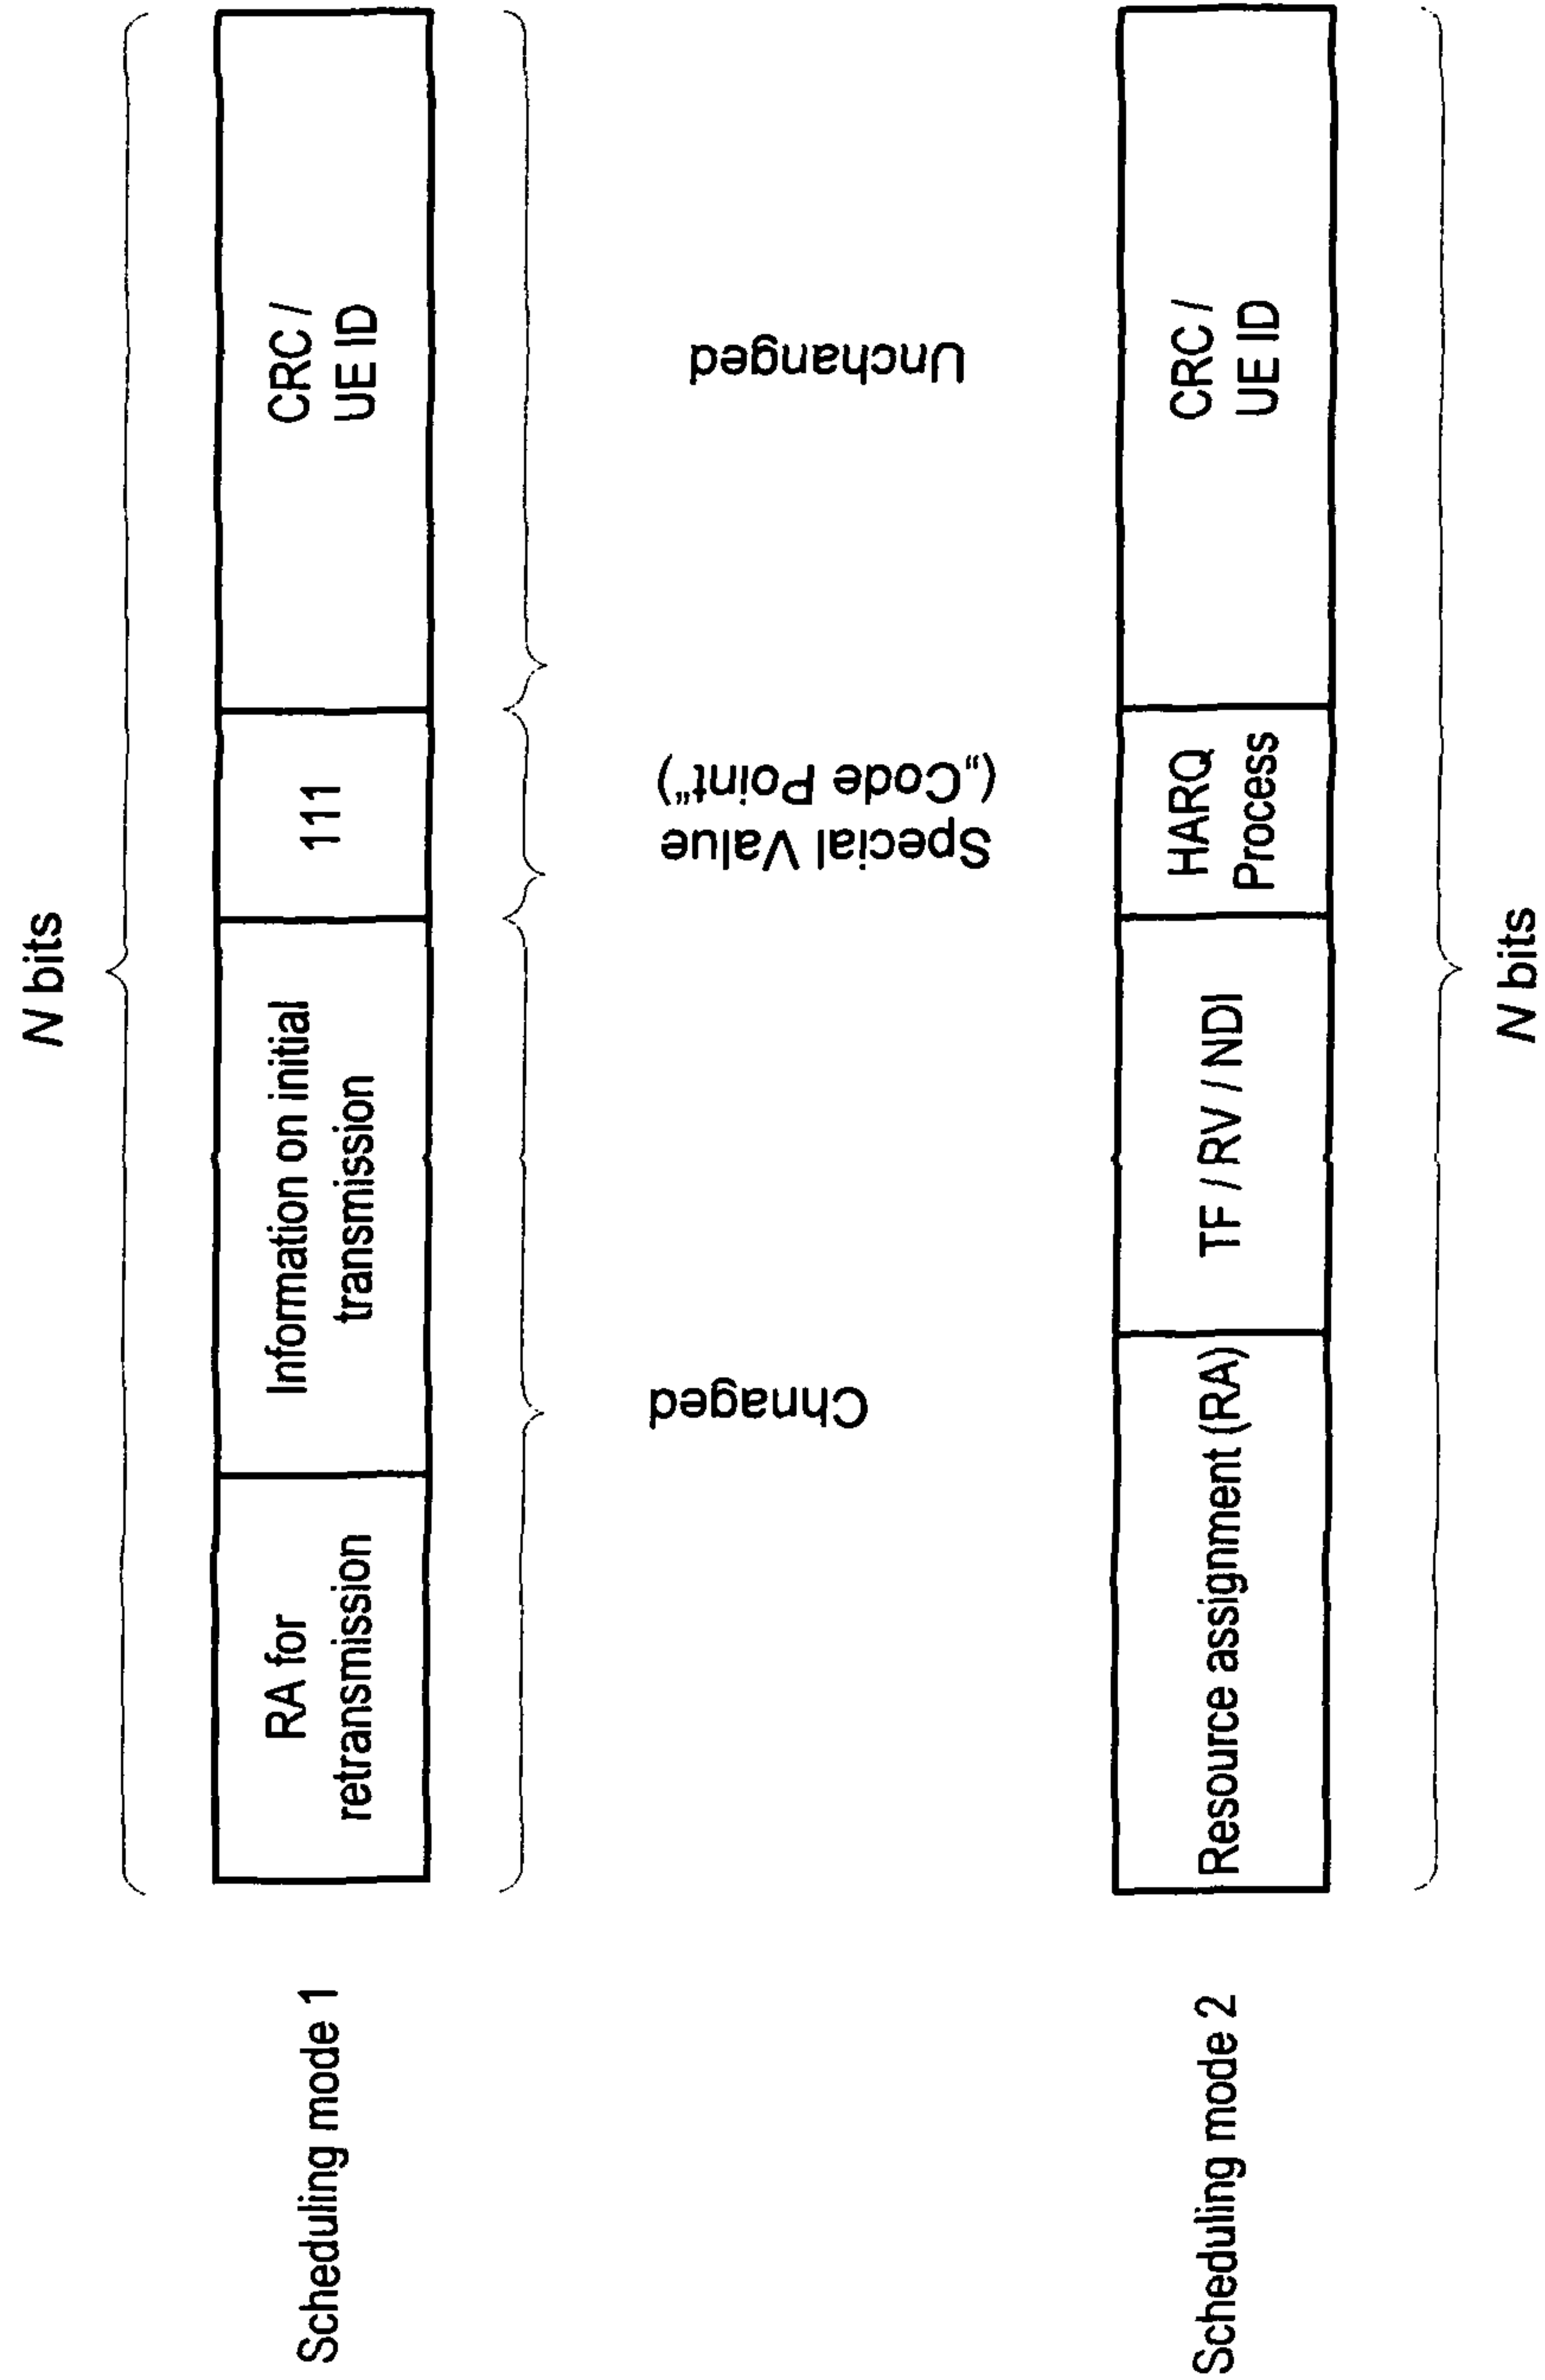 N bits
Scheduling mode 1
RA for
retransmission
Information on initial
transmission
111
CRC /
UE ID
Chnaged
Special Value
(„Code Point“)
Unchanged
Scheduling mode 2
Resource assignment (RA)
TF / RV / NDI
HARQ
Process
CRC /
UE ID
N bits